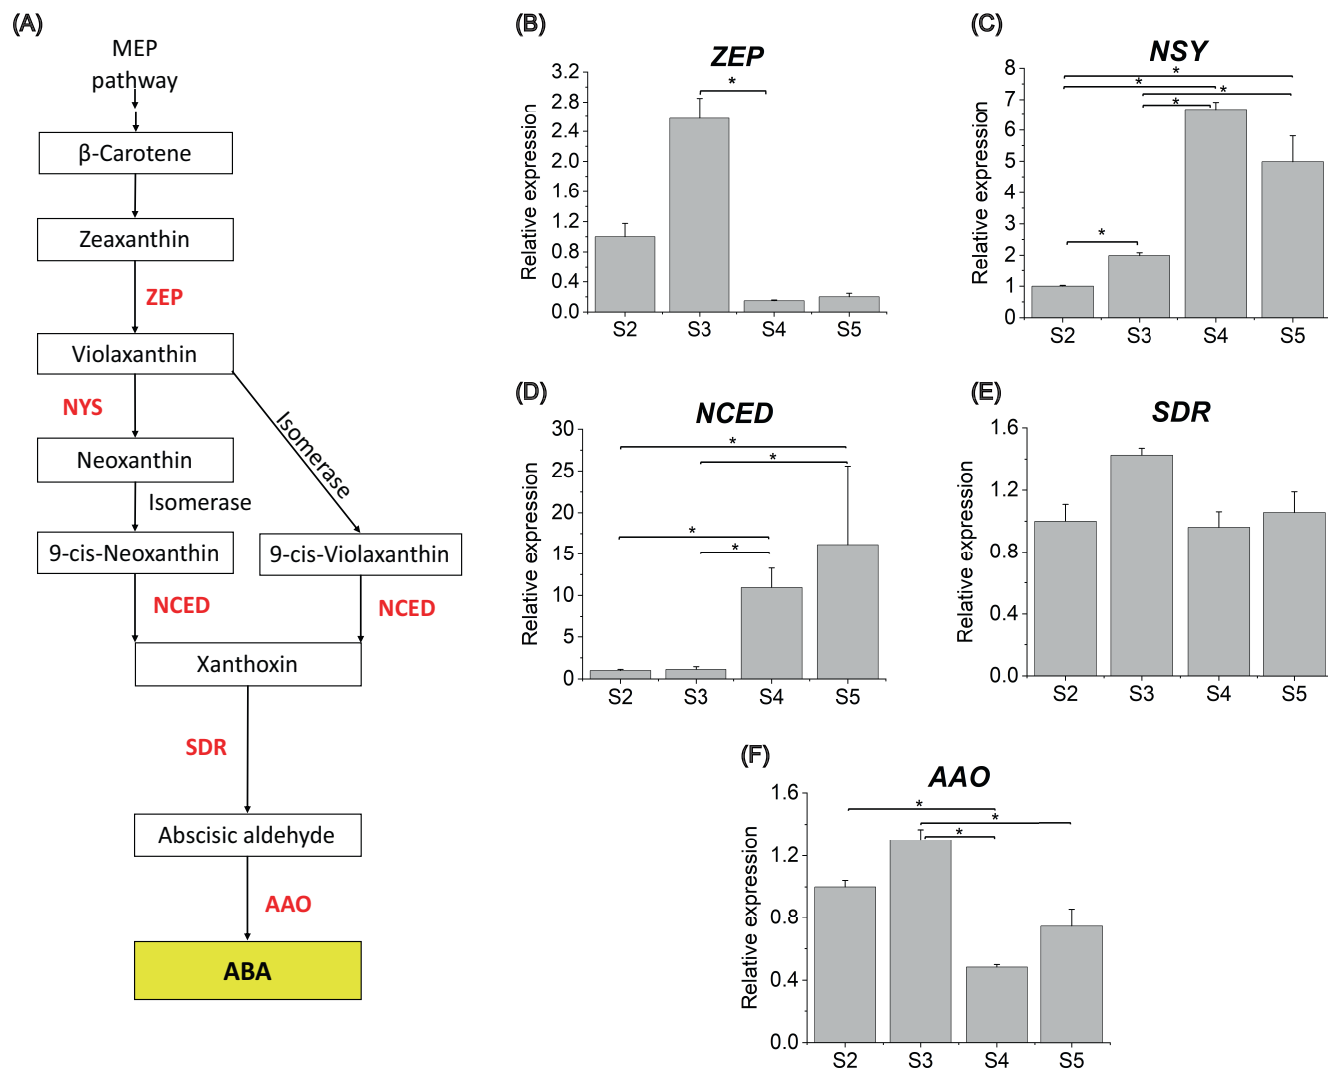 (A)
MEP
pathway
β-Carotene
Zeaxanthin
ZEP
Violaxanthin
NYS
Isomerase
Neoxanthin
Isomerase
9-cis-Neoxanthin
9-cis-Violaxanthin
NCED
NCED
Xanthoxin
SDR
Abscisic aldehyde
AAO
ABA
(B)
ZEP
Relative expression
3.2
2.8
2.4
2.0
1.6
1.2
0.8
0.4
0.0
*
S2 S3 S4 S5
(C)
NSY
Relative expression
8
7
6
5
4
3
2
1
0
*
*
*
*
*
S2 S3 S4 S5
(D)
NCED
Relative expression
30
25
20
15
10
5
0
*
*
*
*
S2 S3 S4 S5
(E)
SDR
Relative expression
1.6
1.2
0.8
0.4
0.0
S2 S3 S4 S5
(F)
AAO
Relative expression
1.6
1.2
0.8
0.4
0.0
*
*
*
S2 S3 S4 S5